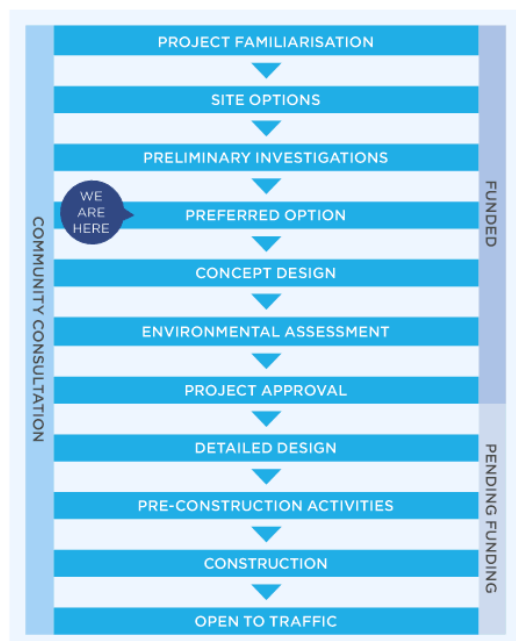 PROJECT FAMILIARISATION
SITE OPTIONS
PRELIMINARY INVESTIGATIONS
WE
ARE
HERE
PREFERRED OPTION
CONCEPT DESIGN
ENVIRONMENTAL ASSESSMENT
PROJECT APPROVAL
DETAILED DESIGN
PRE-CONSTRUCTION ACTIVITIES
CONSTRUCTION
OPEN TO TRAFFIC
COMMUNITY CONSULTATION
FUNDED
PENDING FUNDING